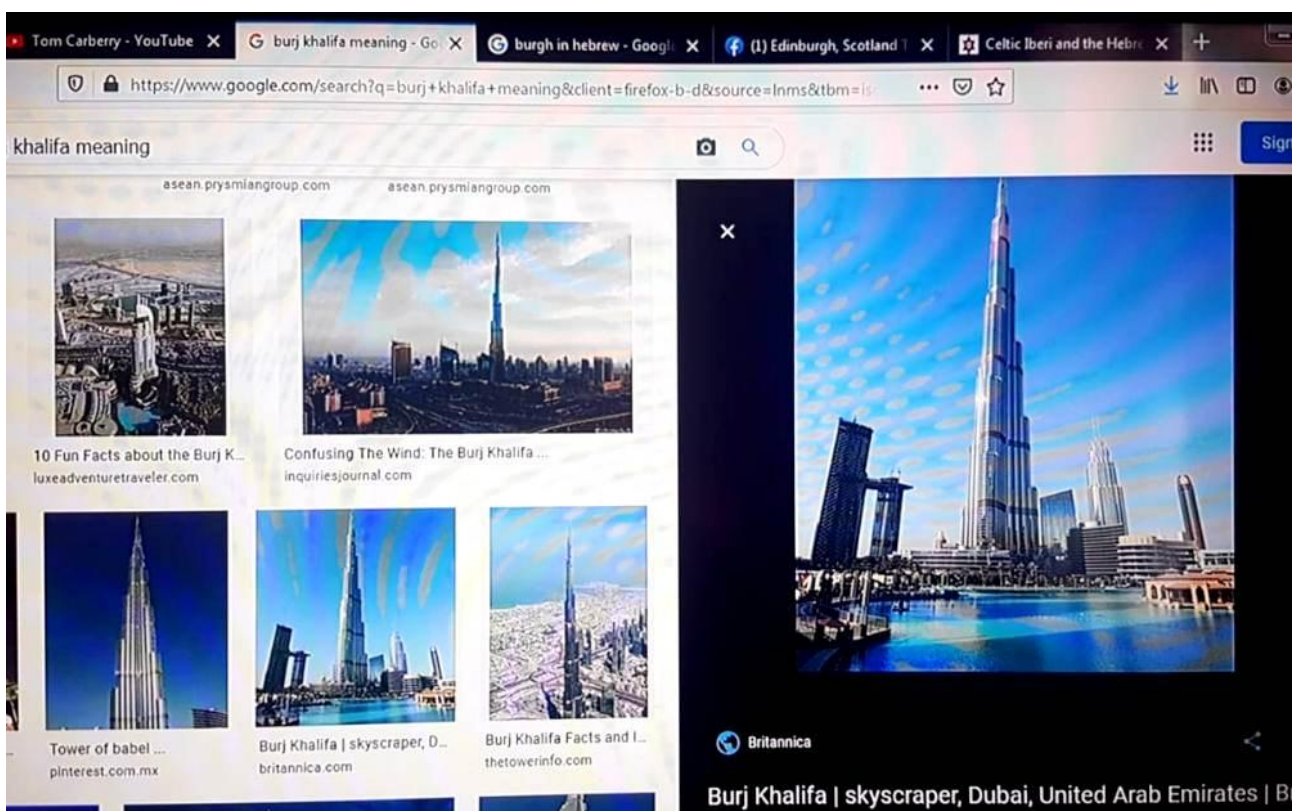 Tom Carberry - YouTube
burj khalifa meaning - Go
burgh in hebrew - Googl
(1) Edinburgh, Scotland T
Celtic Iberi and the Hebre
https://www.google.com/search?q=burj+khalifa+meaning&client=firefox-b-d&source=lnms&tbm=is
khalifa meaning
Sign
asean.prysmiangroup.com
asean.prysmiangroup.com
10 Fun Facts about the Burj K...
luxeadventuretraveler.com
Confusing The Wind: The Burj Khalifa ...
inquiriesjournal.com
Tower of babel ...
pinterest.com.mx
Burj Khalifa | skyscraper, D...
britannica.com
Burj Khalifa Facts and I...
thetowerinfo.com
Britannica
Burj Khalifa | skyscraper, Dubai, United Arab Emirates | B